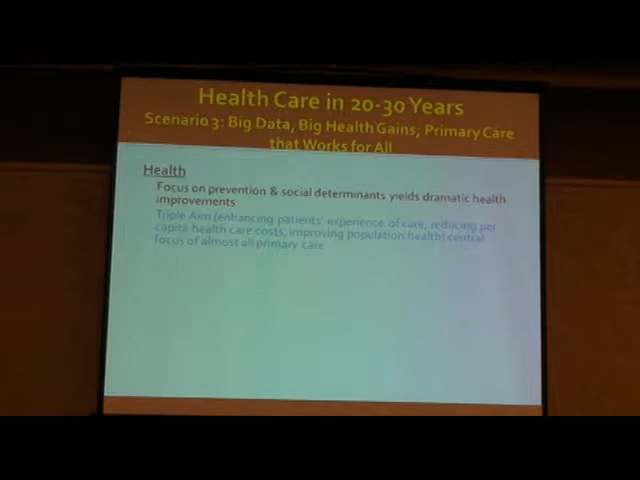 Health Care in 20-30 Years
Scenario 3: Big Data, Big Health Gains; Primary Care
that Works for All
Health
Focus on prevention & social determinants yields dramatic health
improvements
Triple Aim (enhancing patients' experience of care, reducing per
capita health care costs, improving population health) central
focus of almost all primary care